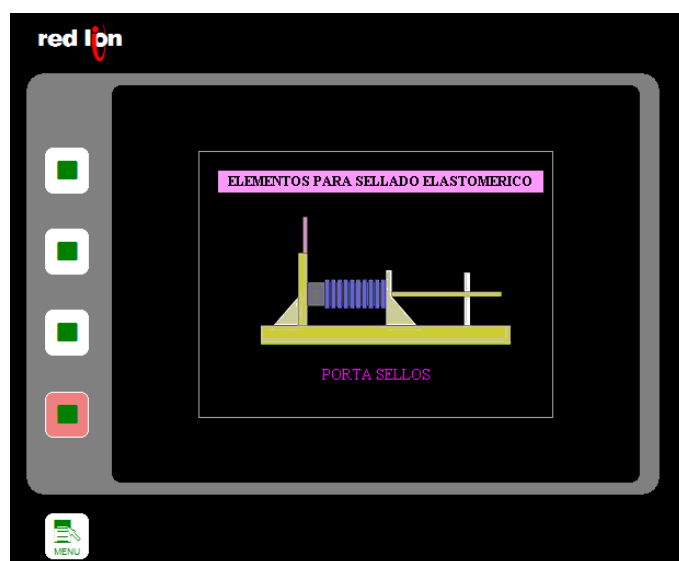 red lion
ELEMENTOS PARA SELLADO ELASTOMERICO
PORTA SELLOS
MENU